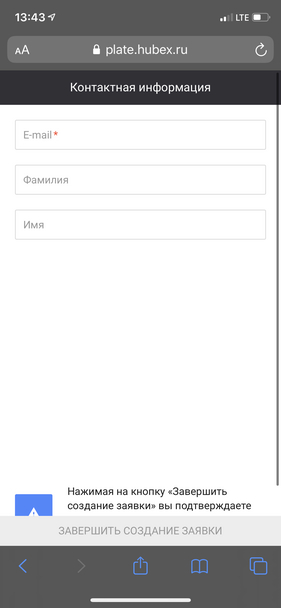 13:43
LTE
AA
plate.hubex.ru
Контактная информация
E-mail*
Фамилия
Имя
Нажимая на кнопку «Завершить
создание заявки» вы подтверждаете
ЗАВЕРШИТЬ СОЗДАНИЕ ЗАЯВКИ